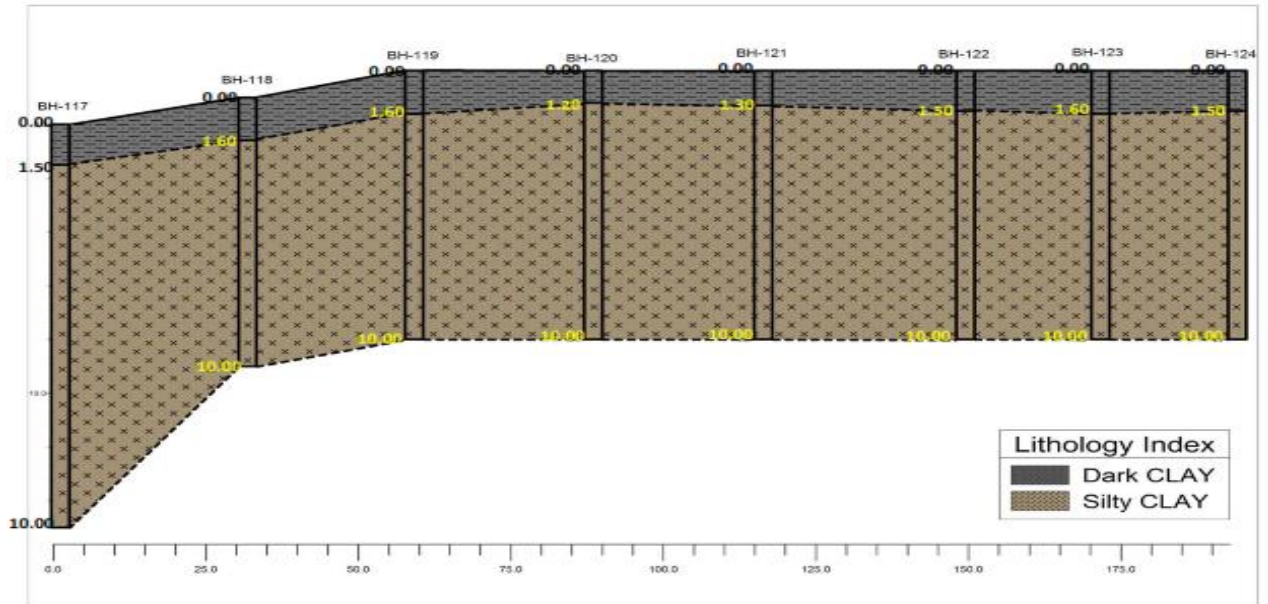 BH-117 BH-118 BH-119 BH-120 BH-121 BH-122 BH-123 BH-124
0.00 0.00 0.00 0.00 0.00 0.00 0.00 0.00
1.50 1.60 1.60 1.20 1.30 1.50 1.60 1.50
10.00 10.00 10.00 10.00 10.00 10.00 10.00 10.00
Lithology Index
Dark CLAY
Silty CLAY
0.0 25.0 50.0 75.0 100.0 125.0 150.0 175.0